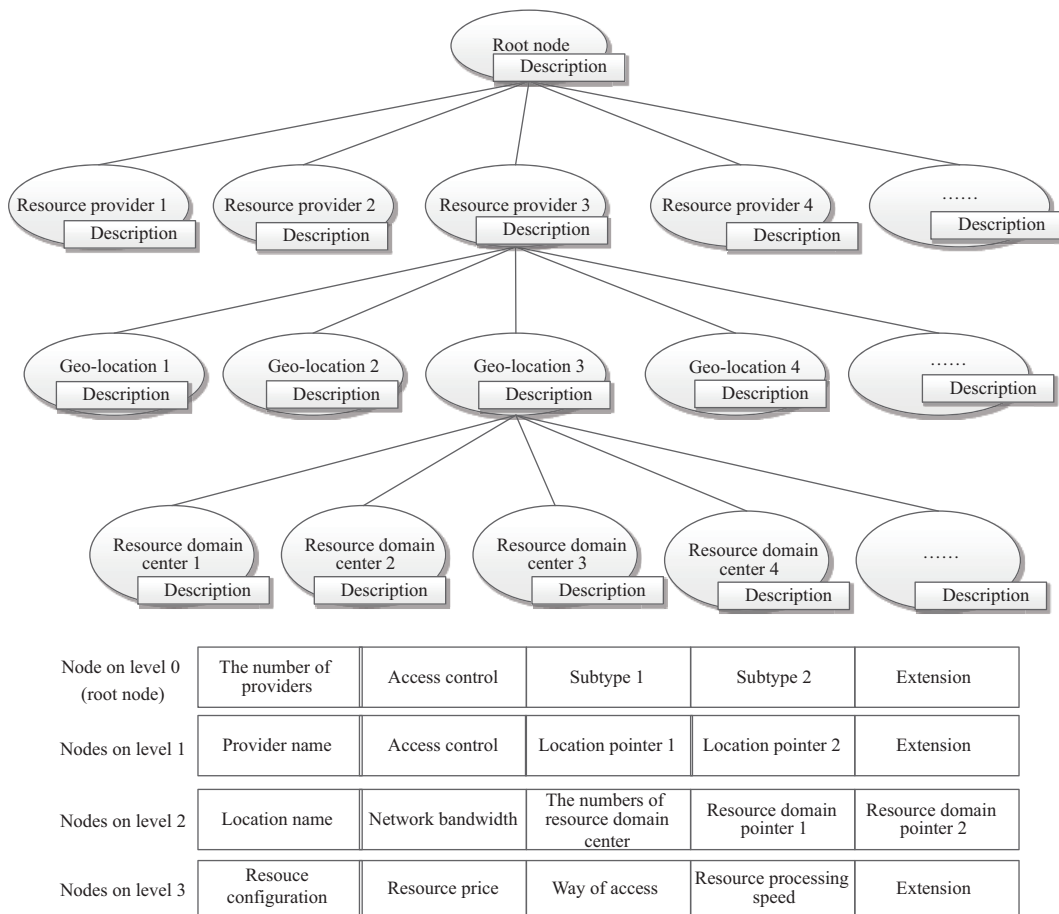 Root node
Description
Resource provider 1
Description
Resource provider 2
Description
Resource provider 3
Description
Resource provider 4
Description
......
Description
Geo-location 1
Description
Geo-location 2
Description
Geo-location 3
Description
Geo-location 4
Description
......
Description
Resource domain
center 1
Description
Resource domain
center 2
Description
Resource domain
center 3
Description
Resource domain
center 4
Description
......
Description
Node on level 0
(root node)
The number of
providers
Access control
Subtype 1
Subtype 2
Extension
Nodes on level 1
Provider name
Access control
Location pointer 1
Location pointer 2
Extension
Nodes on level 2
Location name
Network bandwidth
The numbers of
resource domain
center
Resource domain
pointer 1
Resource domain
pointer 2
Nodes on level 3
Resouce
configuration
Resource price
Way of access
Resource processing
speed
Extension